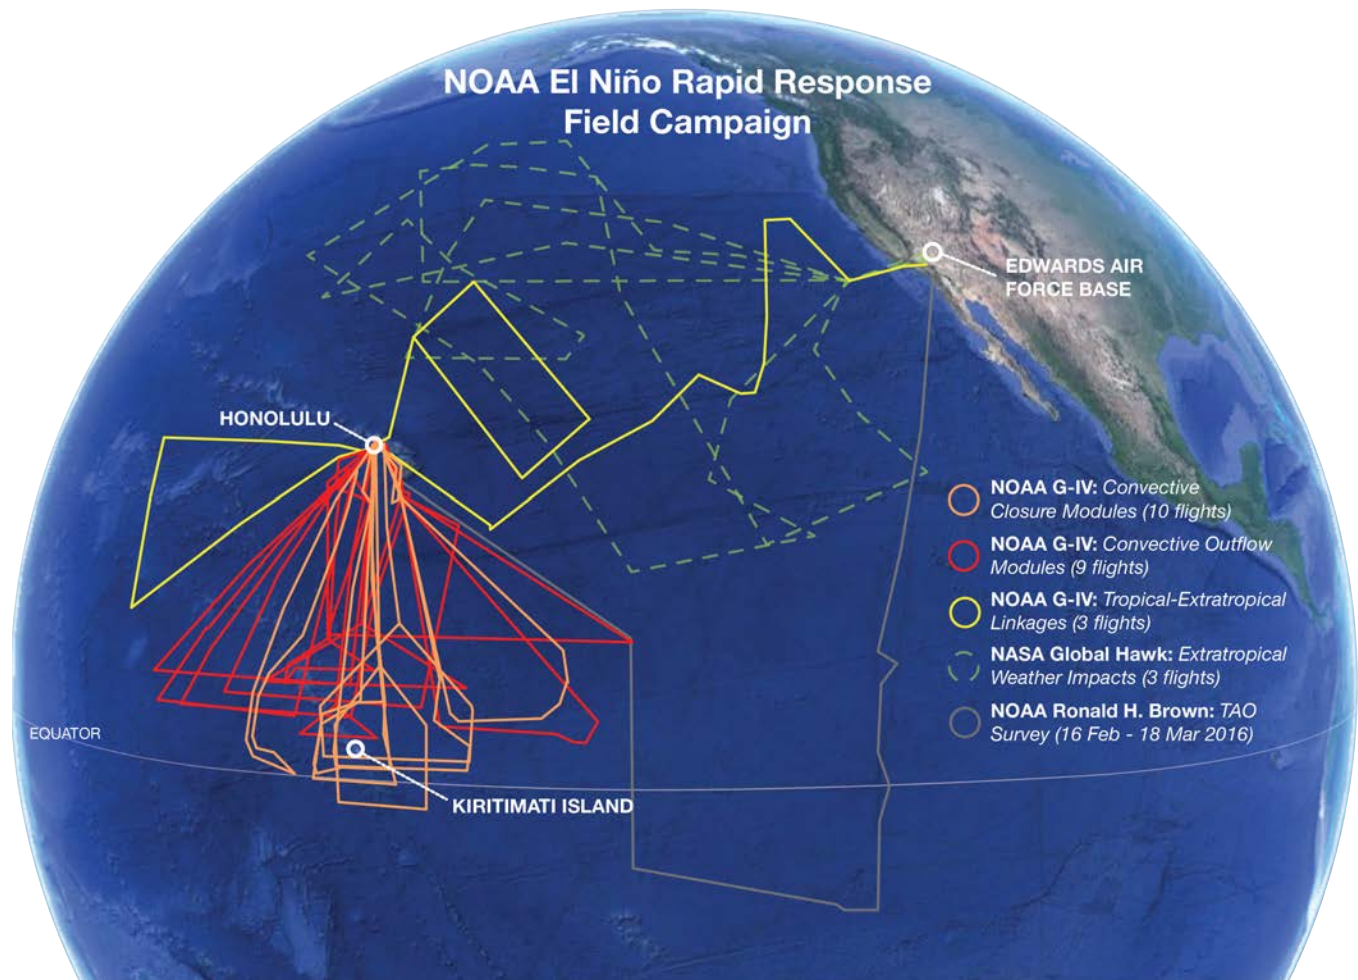 NOAA El Niño Rapid Response
Field Campaign
EDWARDS AIR
FORCE BASE
HONOLULU
NOAA G-IV: Convective
Closure Modules (10 flights)
NOAA G-IV: Convective Outflow
Modules (9 flights)
NOAA G-IV: Tropical-Extratropical
Linkages (3 flights)
NASA Global Hawk: Extratropical
Weather Impacts (3 flights)
NOAA Ronald H. Brown: TAO
Survey (16 Feb - 18 Mar 2016)
EQUATOR
KIRITIMATI ISLAND